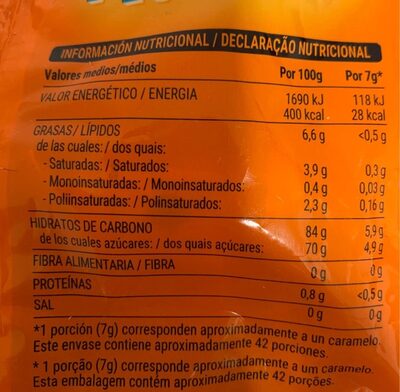 INFORMACIÓN NUTRICIONAL / DECLARAÇÃO NUTRICIONAL
Valores medios/médios Por 100g Por 7g*
VALOR ENERGÉTICO / ENERGIA 1690 kJ 118 kJ
400 kcal 28 kcal
GRASAS / LÍPIDOS 6,6 g <0,5 g
de las cuales: / dos quais:
- Saturadas: / Saturados: 3,9 g 0,3 g
- Monoinsaturadas: / Monoinsaturados: 0,4 g 0,03 g
- Poliinsaturadas: / Polinsaturados: 2,3 g 0,16 g
HIDRATOS DE CARBONO 84 g 5,9 g
de los cuales azúcares: / dos quais açúcares: 70 g 4,9 g
FIBRA ALIMENTARIA / FIBRA 0 g 0 g
PROTEÍNAS 0,8 g <0,5 g
SAL 0 g 0 g
*1 porción (7g) corresponden aproximadamente a un caramelo.
Este envase contiene aproximadamente 42 porciones.
* 1 porção (7g) corresponde aproximadamente a um caramelo.
Esta embalagem contém aproximadamente 42 porções.